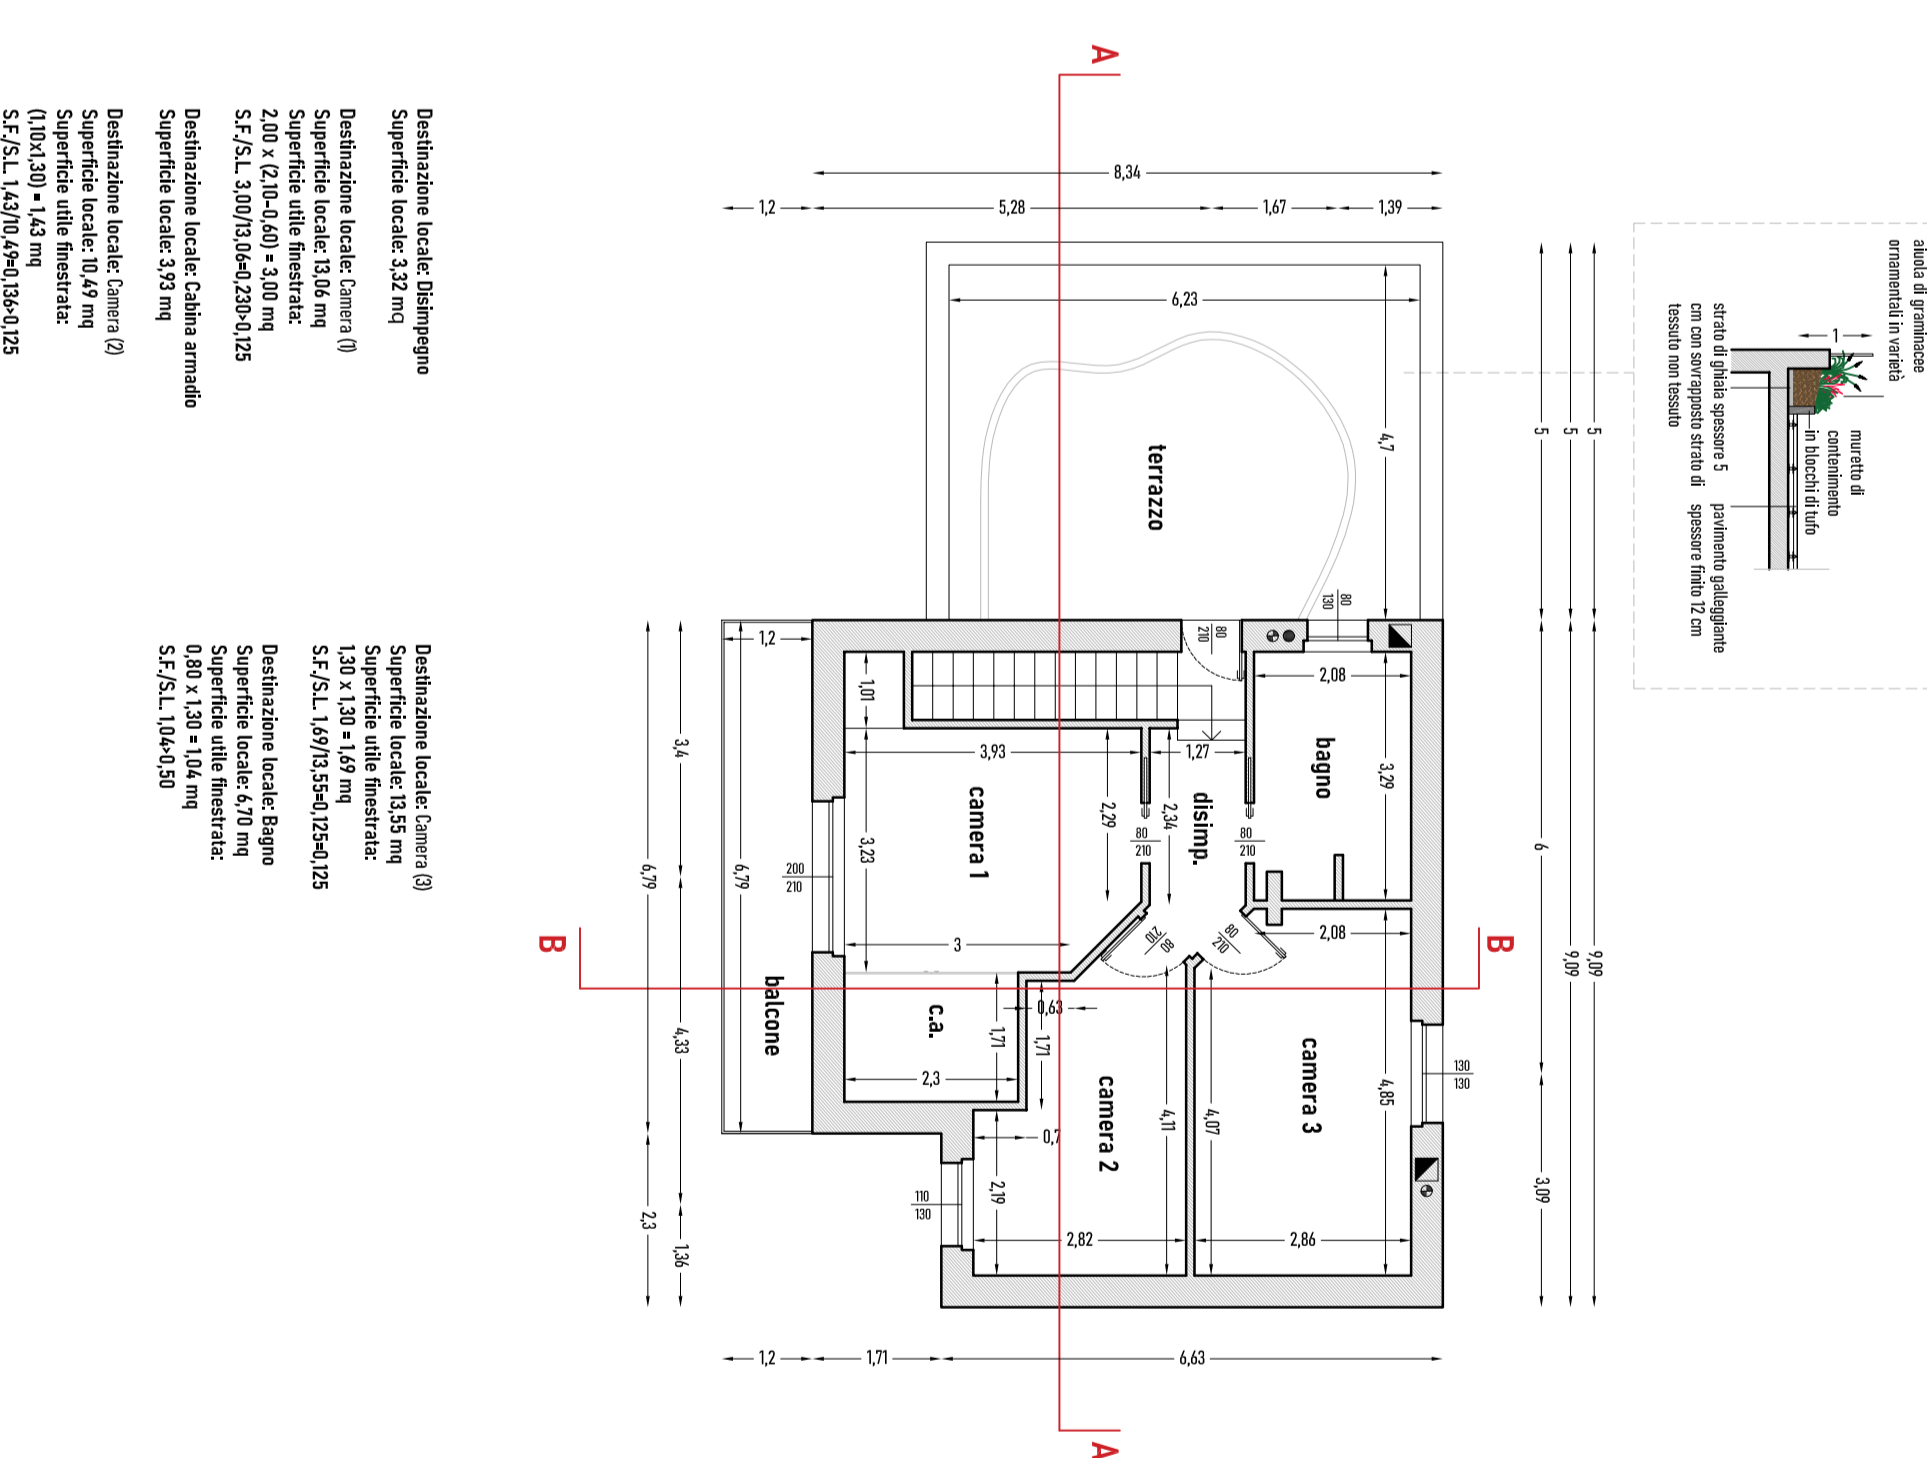 aiuola di graminacee
ornamentali in varietà
1
muretto di
contenimento
in blocchi di tufo
strato di ghiaia spessore 5
cm con sovrapposto strato di
tessuto non tessuto
pavimento galleggiante
spessore finito 12 cm
A
8,34
1,2
5,28
1,67
1,39
6,23
4,7
5
5
5
terrazzo
80
130
80
210
1,2
1,01
2,08
3,93
1,27
bagno
3,29
camera 1
2,29
2,34
disimp.
3,23
80
210
80
210
200
210
3,4
6,79
6,79
6
9,09
9,09
B
B
3
80
210
80
210
2,08
balcone
c.a.
0,63
1,71
1,71
2,3
4,33
camera 2
4,11
4,07
camera 3
4,85
130
130
0,7
2,19
110
130
2,82
2,86
3,09
2,3
1,36
1,2
1,71
6,63
A
Destinazione locale: Disimpegno
Superficie locale: 3,32 mq
Destinazione locale: Camera (1)
Superficie locale: 13,06 mq
Superficie utile finestrata:
2,00 x (2,10-0,60) = 3,00 mq
S.F./S.L. 3,00/13,06=0,230>0,125
Destinazione locale: Cabina armadio
Superficie locale: 3,93 mq
Destinazione locale: Camera (2)
Superficie locale: 10,49 mq
Superficie utile finestrata:
(1,10x1,30) = 1,43 mq
S.F./S.L. 1,43/10,49=0,136>0,125
Destinazione locale: Camera (3)
Superficie locale: 13,55 mq
Superficie utile finestrata:
1,30 x 1,30 = 1,69 mq
S.F./S.L. 1,69/13,55=0,125=0,125
Destinazione locale: Bagno
Superficie locale: 6,70 mq
Superficie utile finestrata:
0,80 x 1,30 = 1,04 mq
S.F./S.L. 1,04>0,50